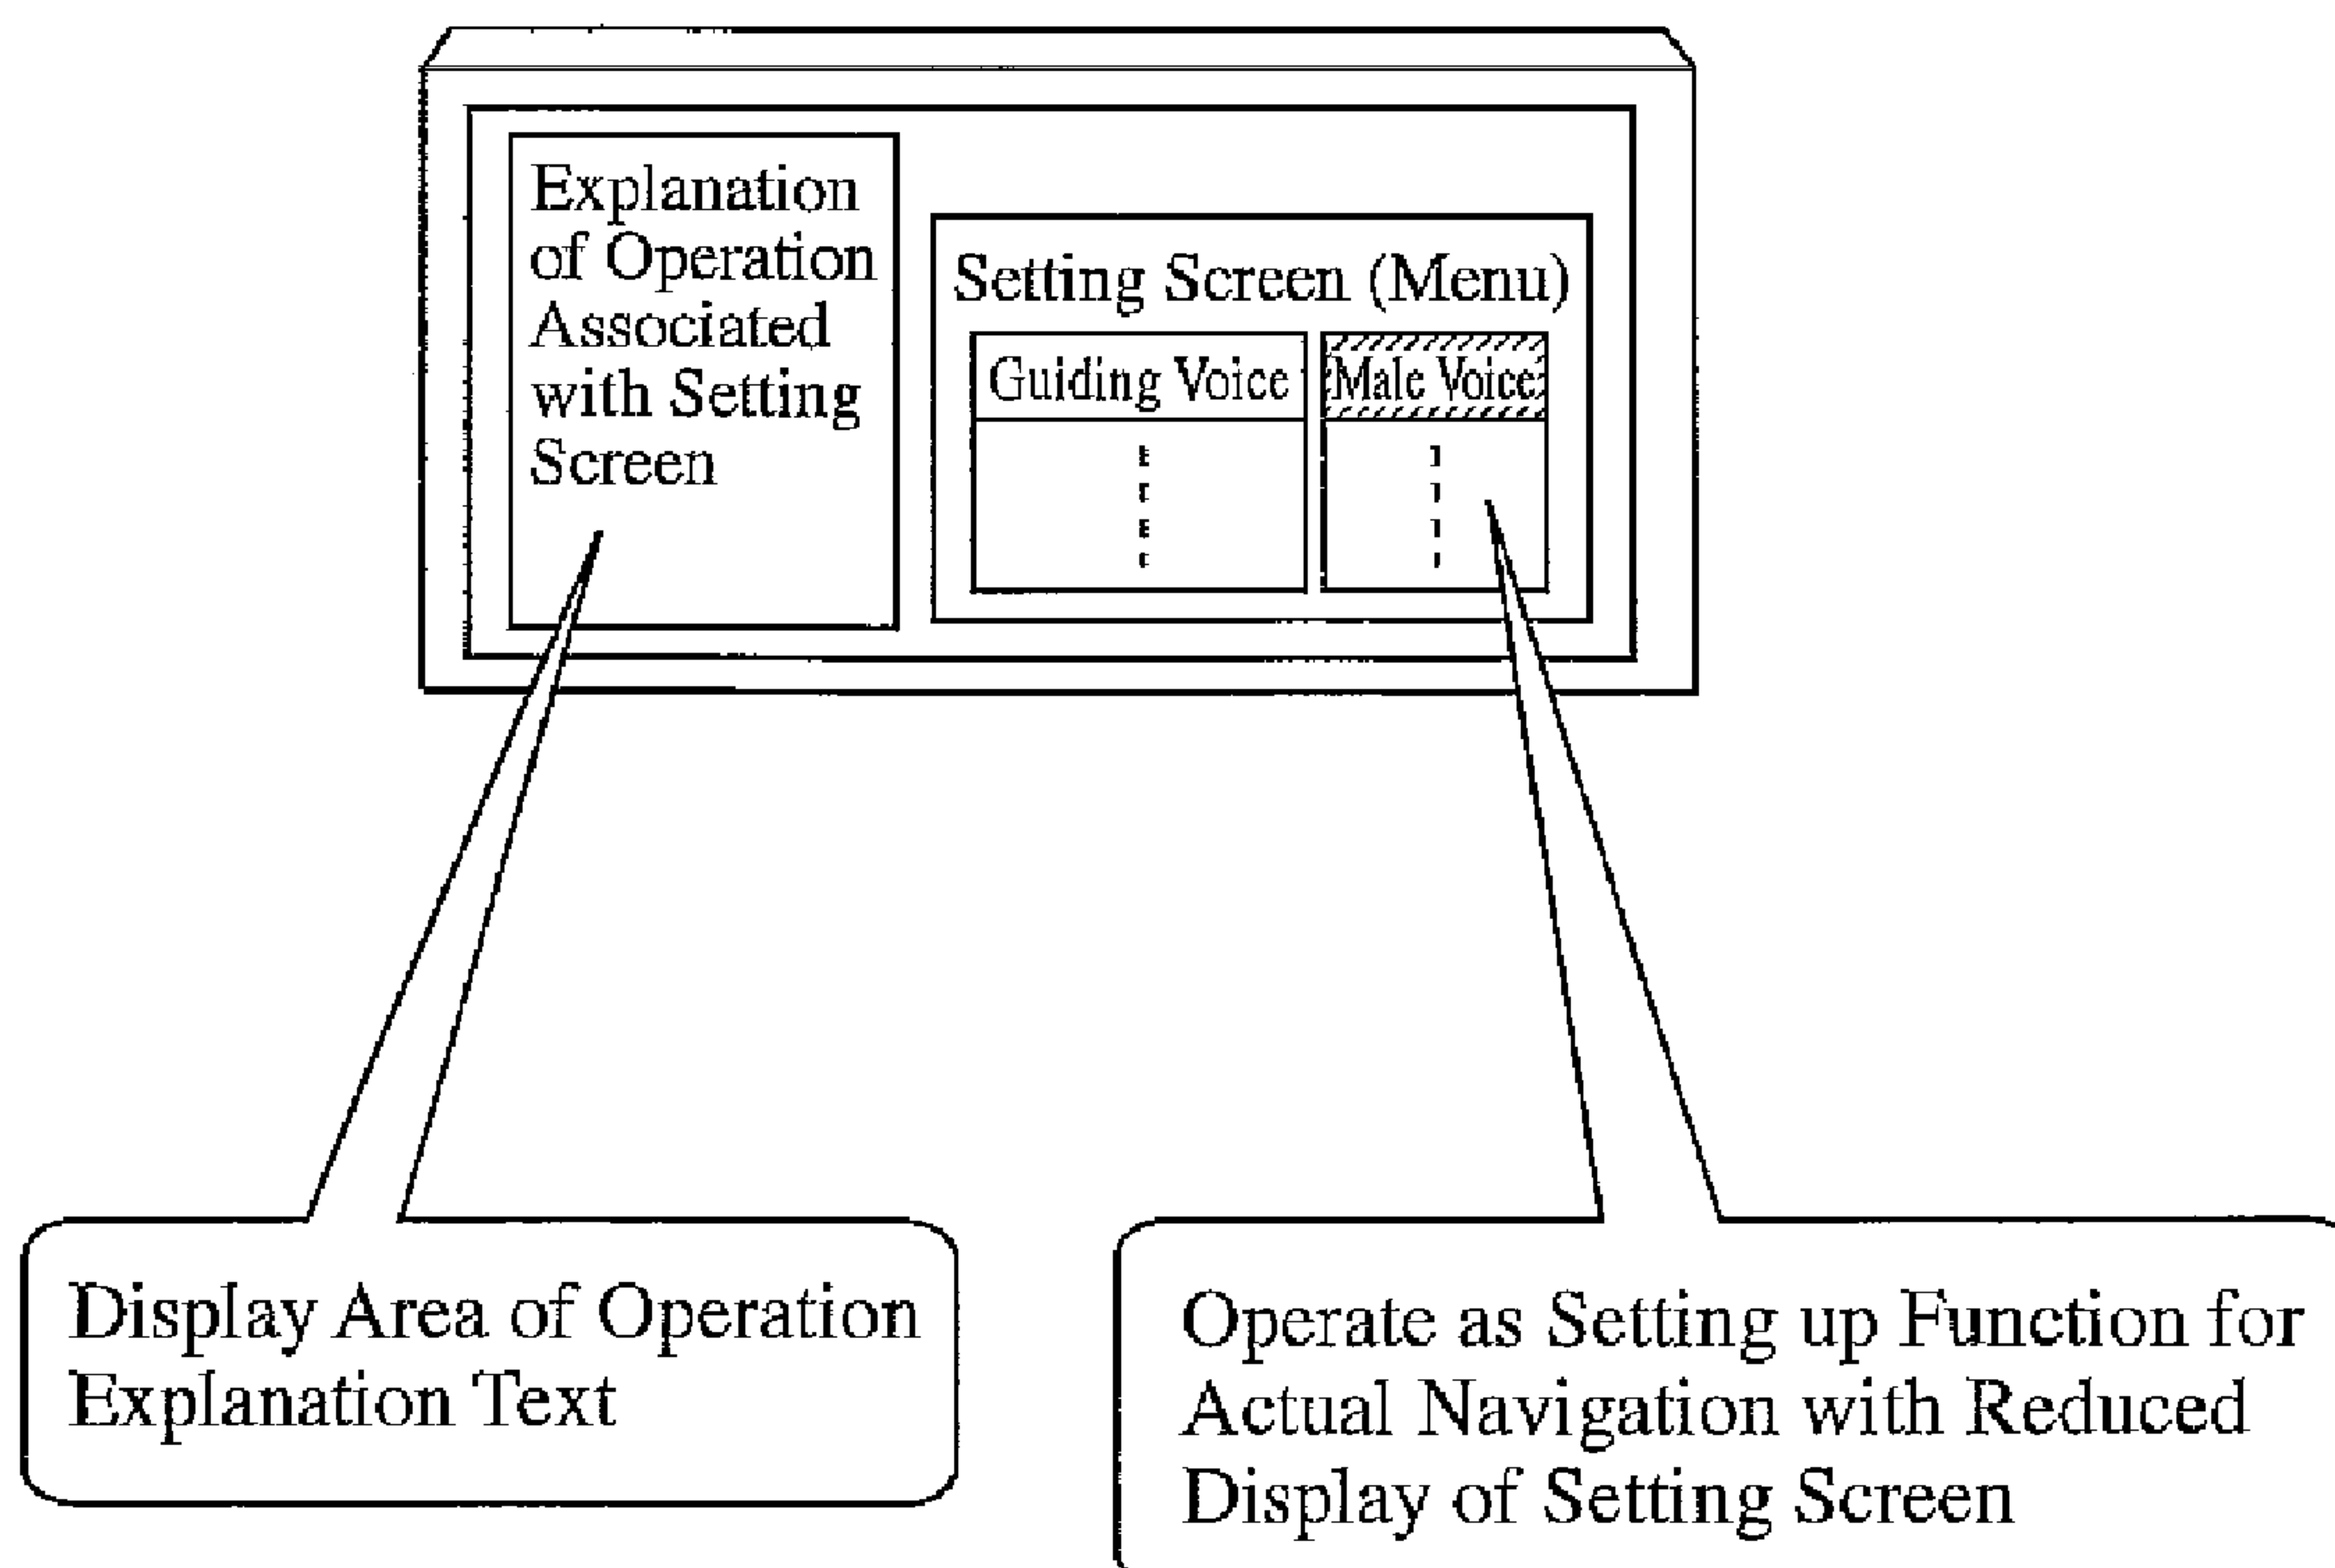 Explanation
of Operation
Associated
with Setting
Screen
Setting Screen (Menu)
Guiding Voice
Male Voice
Display Area of Operation
Explanation Text
Operate as Setting up Function for
Actual Navigation with Reduced
Display of Setting Screen